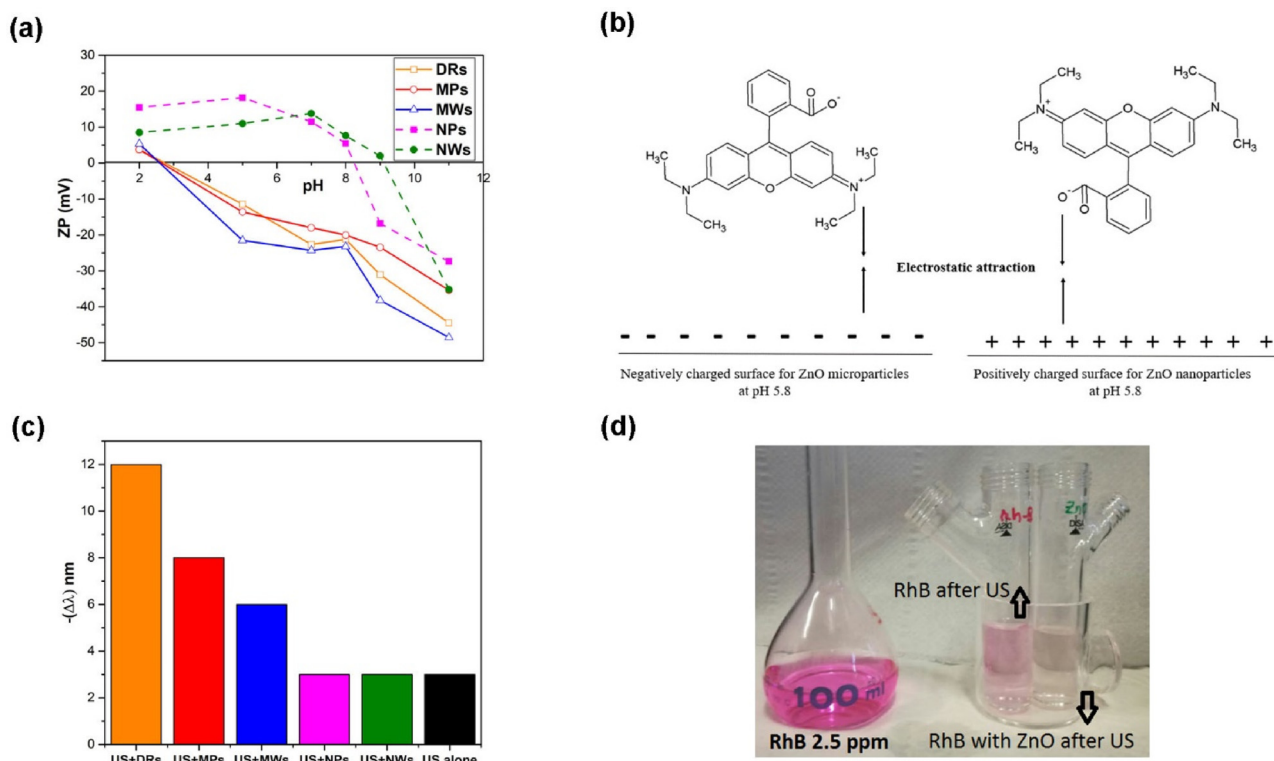 (a)
30
20
10
0
-10
-20
-30
-40
-50
ZP (mV)
2 4 6 8 10 12
pH
DRs
MPs
MWs
NPs
NWs
(b)
O
O-
H3C
N
O
N+
CH3
H3C
CH3
CH3
H3C
N+
O
N
CH3
H3C
CH3
O-
O
Electrostatic attraction
- - - - - - - - -
+ + + + + + + + + + +
Negatively charged surface for ZnO microparticles
at pH 5.8
Positively charged surface for ZnO nanoparticles
at pH 5.8
(c)
12
10
8
6
4
2
0
-(Δλ) nm
US+DRs US+MPs US+MWs US+NPs US+NWs US alone
(d)
RhB after US
100 ml
RhB 2.5 ppm
RhB with ZnO after US